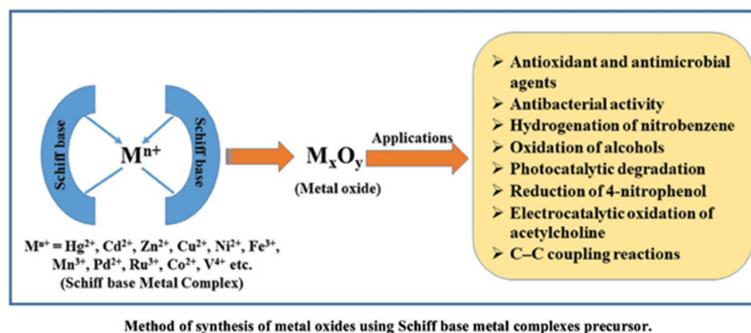 Schiff base
Mⁿ⁺
Schiff base
Mⁿ⁺ = Hg²⁺, Cd²⁺, Zn²⁺, Cu²⁺, Ni²⁺, Fe³⁺,
Mn³⁺, Pd²⁺, Ru³⁺, Co²⁺, V⁴⁺ etc.
(Schiff base Metal Complex)
MₓOᵧ
(Metal oxide)
Applications
➢ Antioxidant and antimicrobial
agents
➢ Antibacterial activity
➢ Hydrogenation of nitrobenzene
➢ Oxidation of alcohols
➢ Photocatalytic degradation
➢ Reduction of 4-nitrophenol
➢ Electrocatalytic oxidation of
acetylcholine
➢ C–C coupling reactions
Method of synthesis of metal oxides using Schiff base metal complexes precursor.